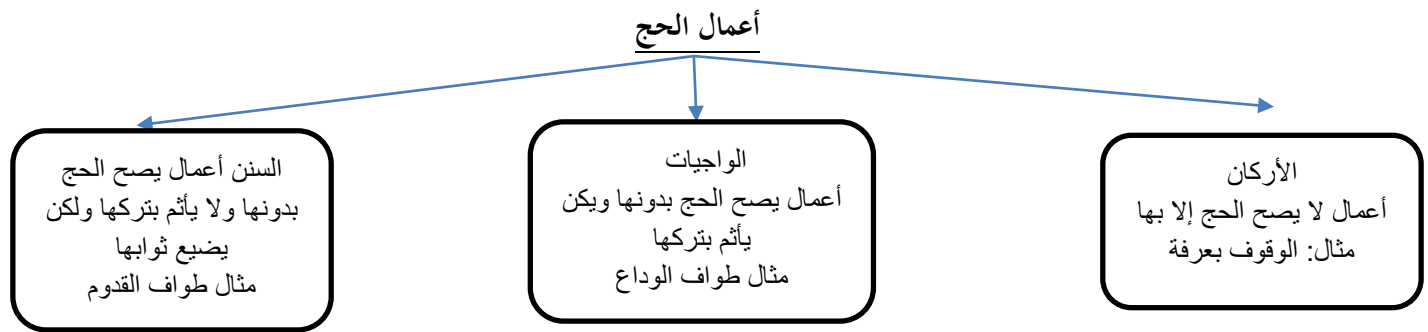 أعمال الحج
الأركان
أعمال لا يصح الحج إلا بها
مثال: الوقوف بعرفة
الواجيات
أعمال يصح الحج بدونها ويكن
يأثم بتركها
مثال طواف الوداع
السنن أعمال يصح الحج
بدونها ولا يأثم بتركها ولكن
يضيع ثوابها
مثال طواف القدوم